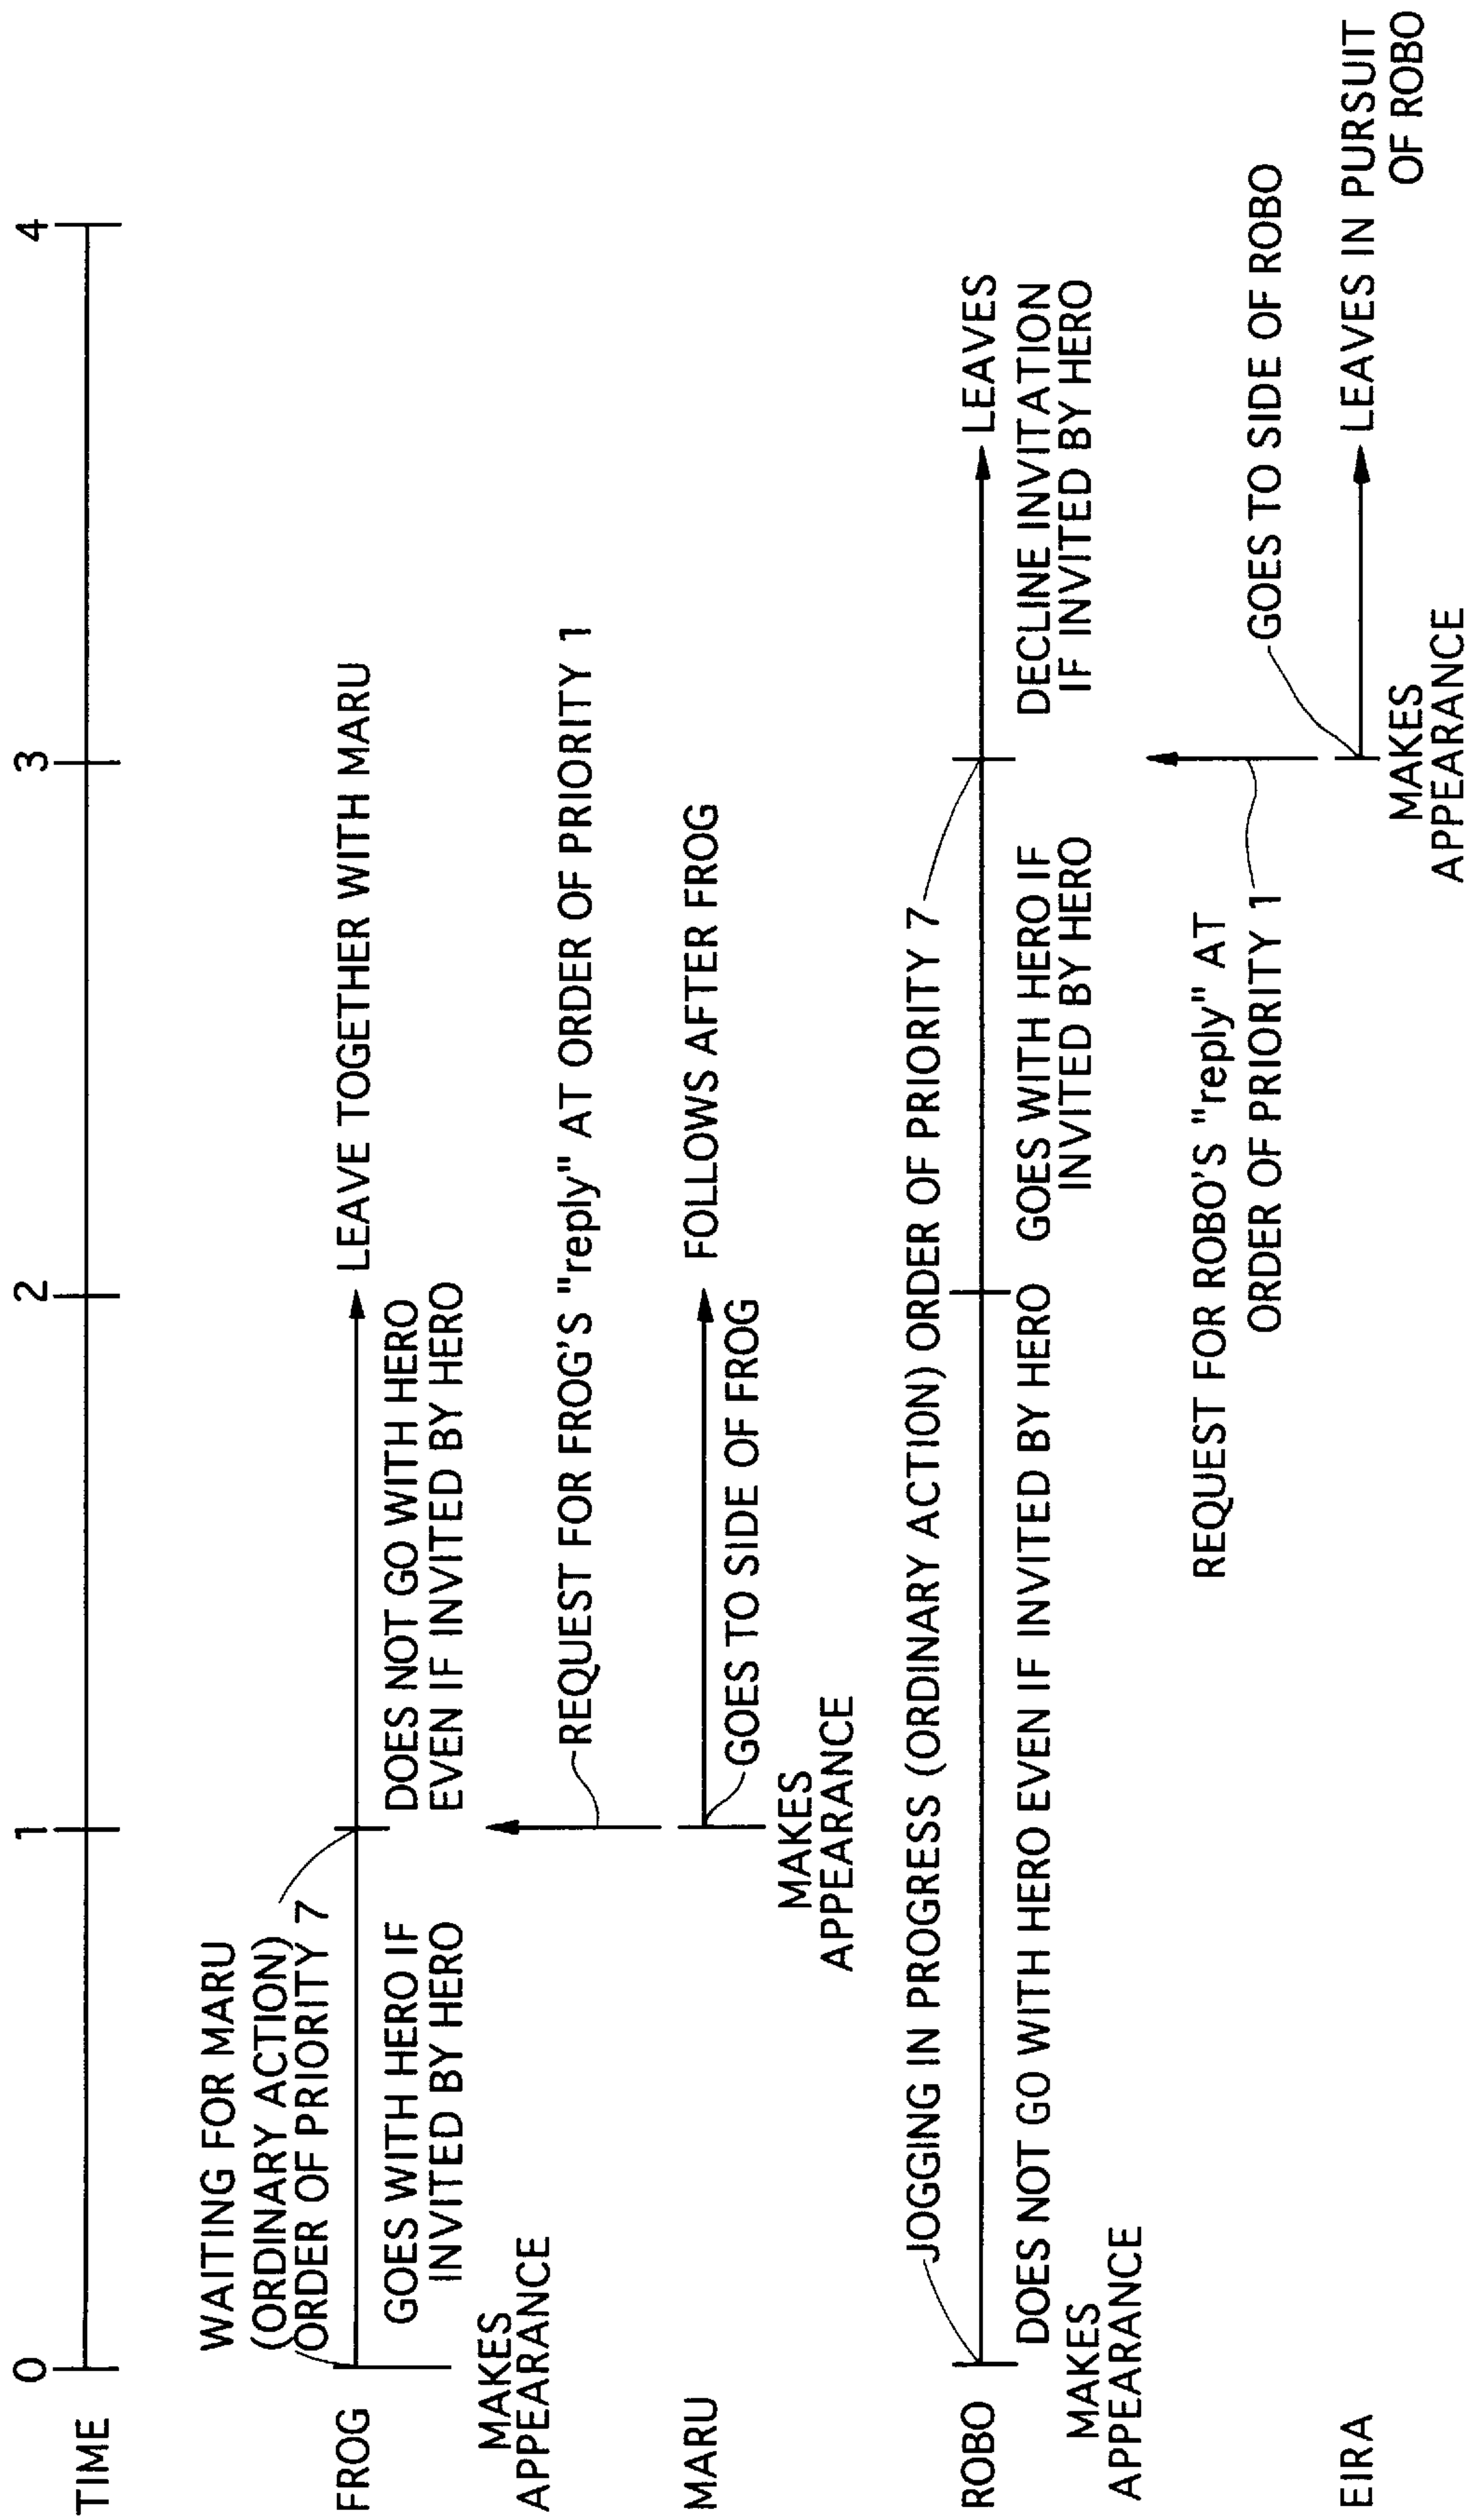 TIME
0
1
2
3
4
WAITING FOR MARU
(ORDINARY ACTION)
ORDER OF PRIORITY 7
FROG
LEAVE TOGETHER WITH MARU
GOES WITH HERO IF
INVITED BY HERO
DOES NOT GO WITH HERO
EVEN IF INVITED BY HERO
MAKES
APPEARANCE
REQUEST FOR FROG'S "reply" AT ORDER OF PRIORITY 1
MARU
FOLLOWS AFTER FROG
GOES TO SIDE OF FROG
MAKES
APPEARANCE
JOGGING IN PROGRESS (ORDINARY ACTION) ORDER OF PRIORITY 7
ROBO
LEAVES
DOES NOT GO WITH HERO EVEN IF INVITED BY HERO
GOES WITH HERO IF
INVITED BY HERO
DECLINE INVITATION
IF INVITED BY HERO
MAKES
APPEARANCE
REQUEST FOR ROBO'S "reply" AT
ORDER OF PRIORITY 1
GOES TO SIDE OF ROBO
EIRA
LEAVES IN PURSUIT
OF ROBO
MAKES
APPEARANCE